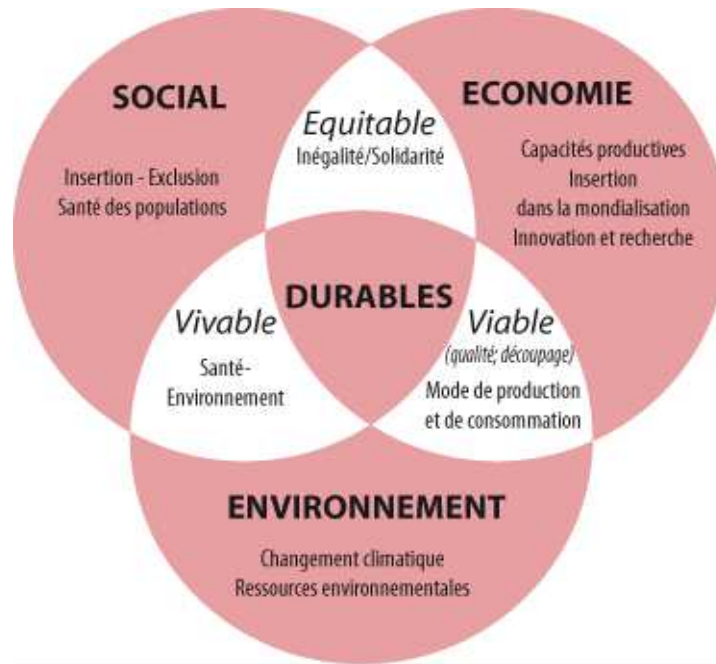 SOCIAL
Insertion - Exclusion
Santé des populations
Equitable
Inégalité/Solidarité
ECONOMIE
Capacités productives
Insertion
dans la mondialisation
Innovation et recherche
DURABLES
Vivable
Santé-
Environnement
Viable
(qualité; découpage)
Mode de production
et de consommation
ENVIRONNEMENT
Changement climatique
Ressources environmentales